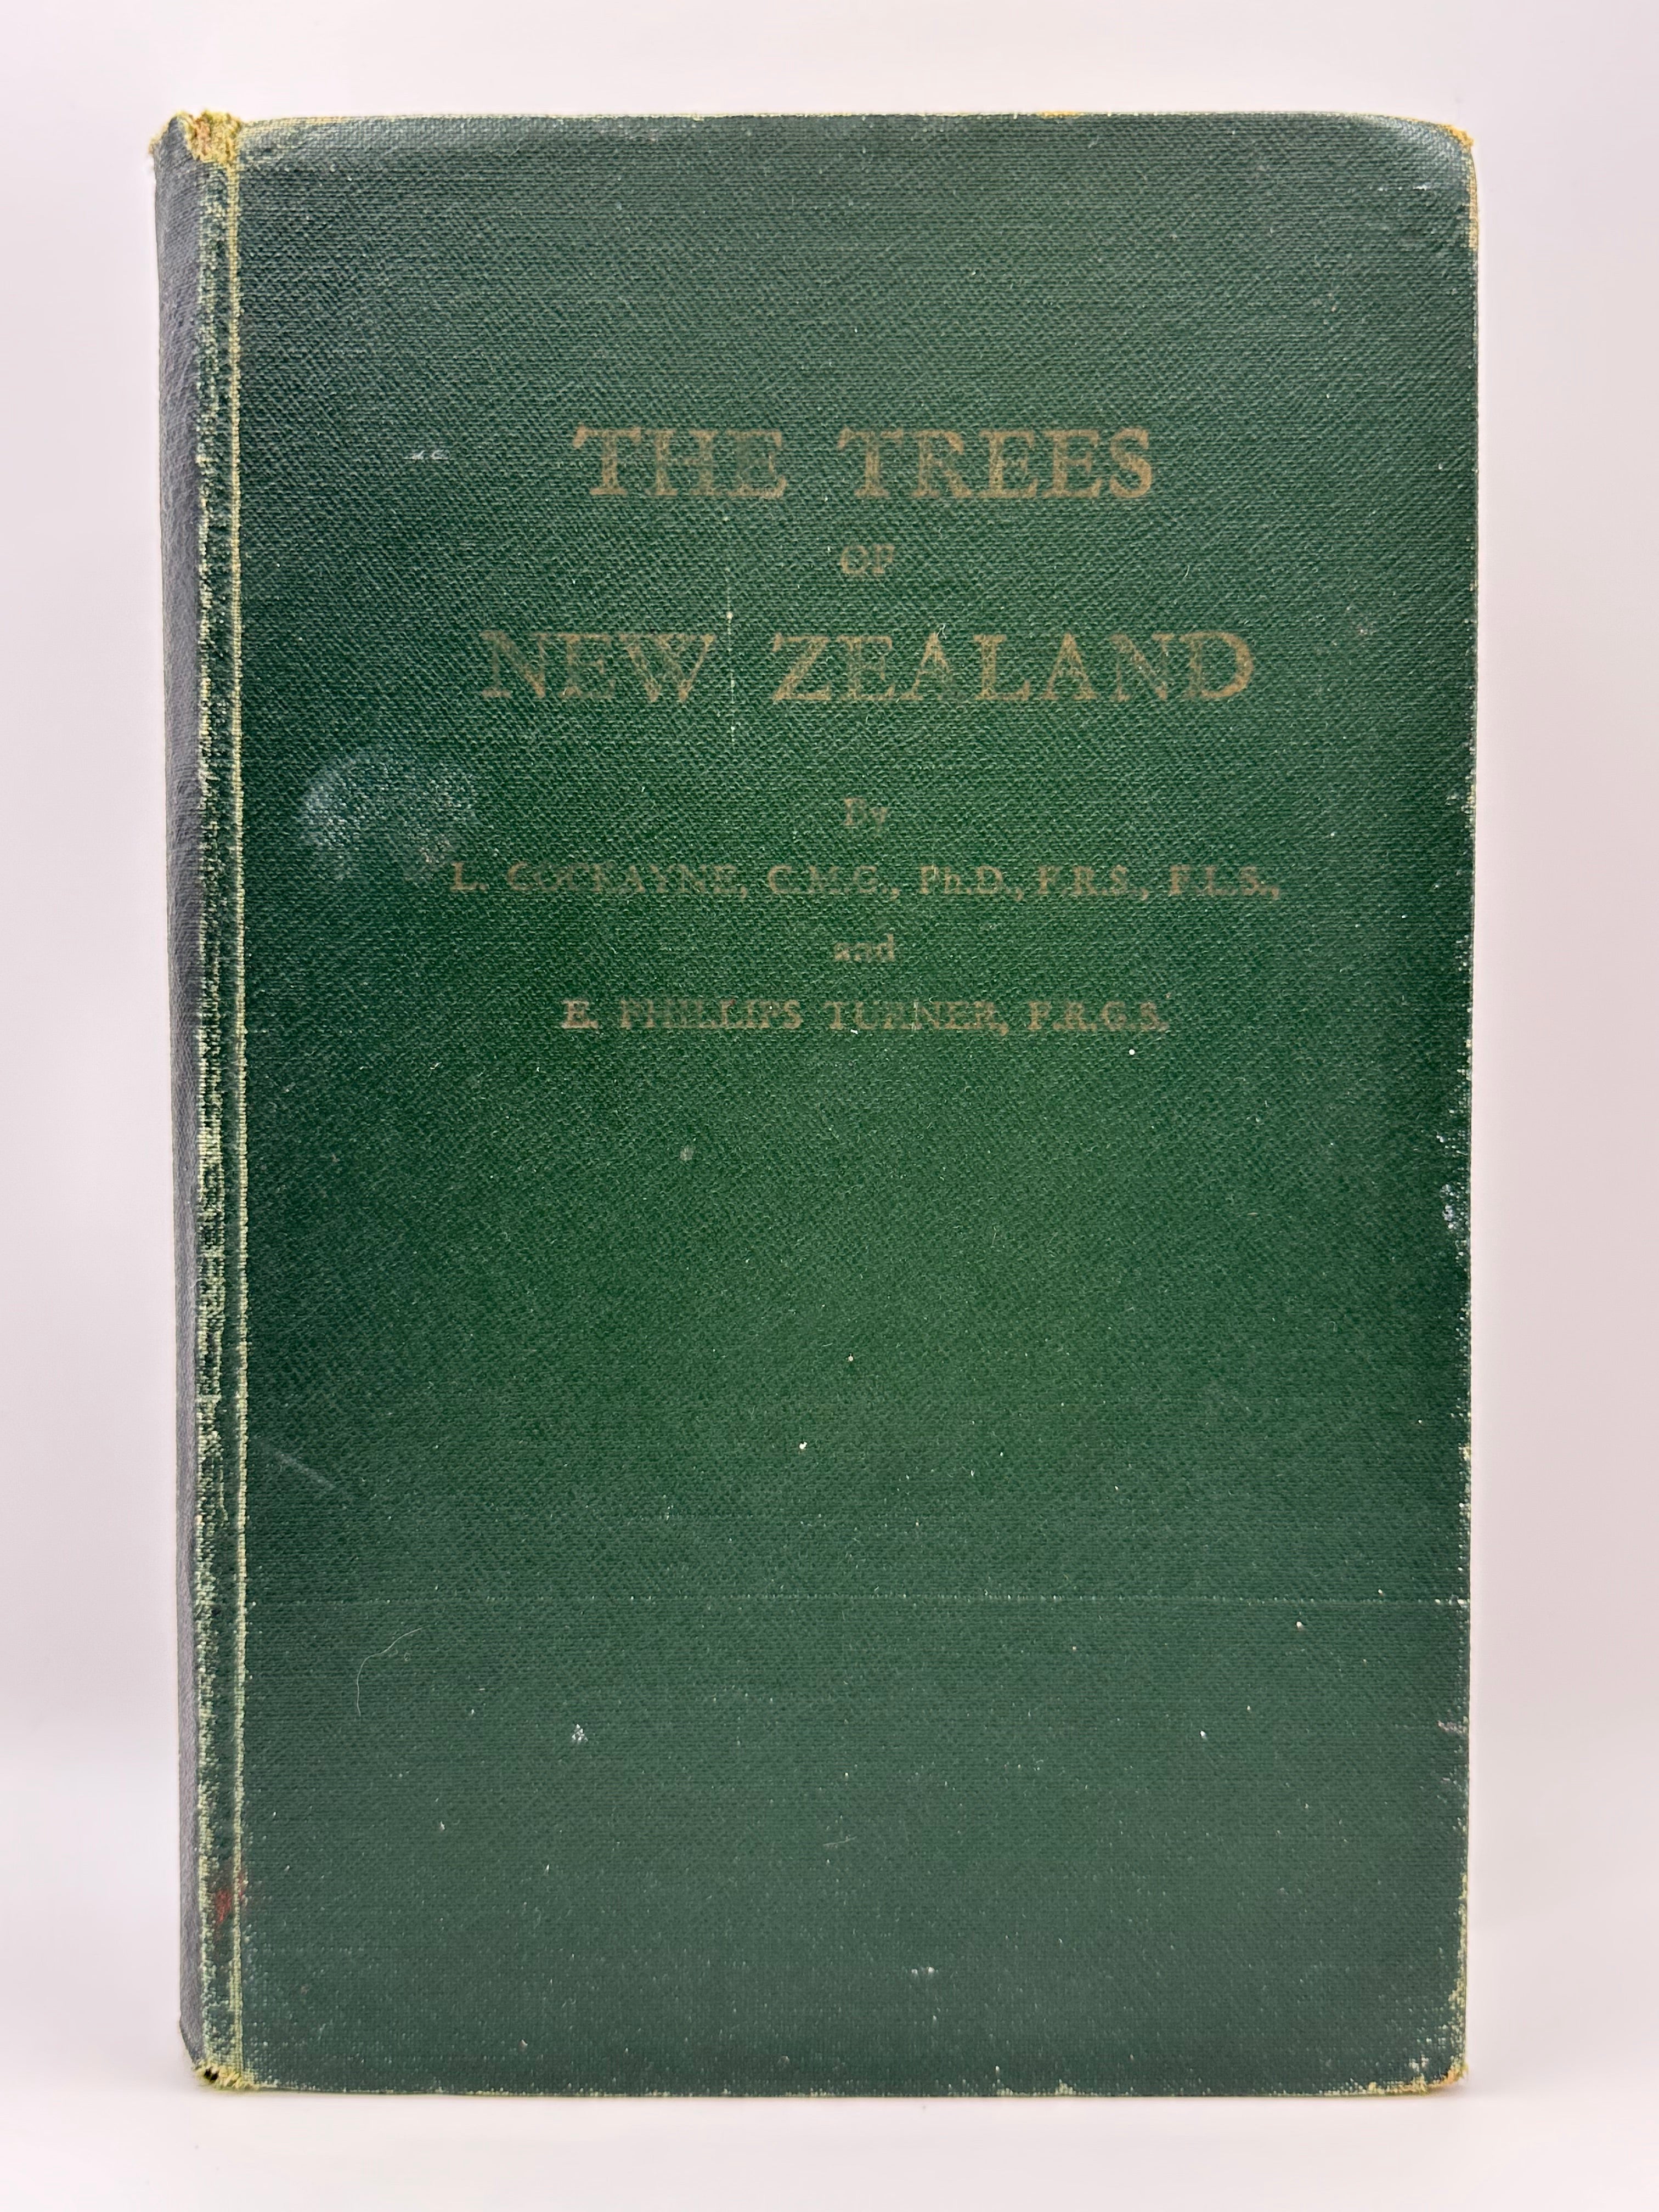 THE TREES
OF
NEW ZEALAND
By
L. COCKAYNE, C.M.G., Ph.D., F.R.S., F.L.S.,
and
E. PHILLIPS TURNER, F.R.G.S.